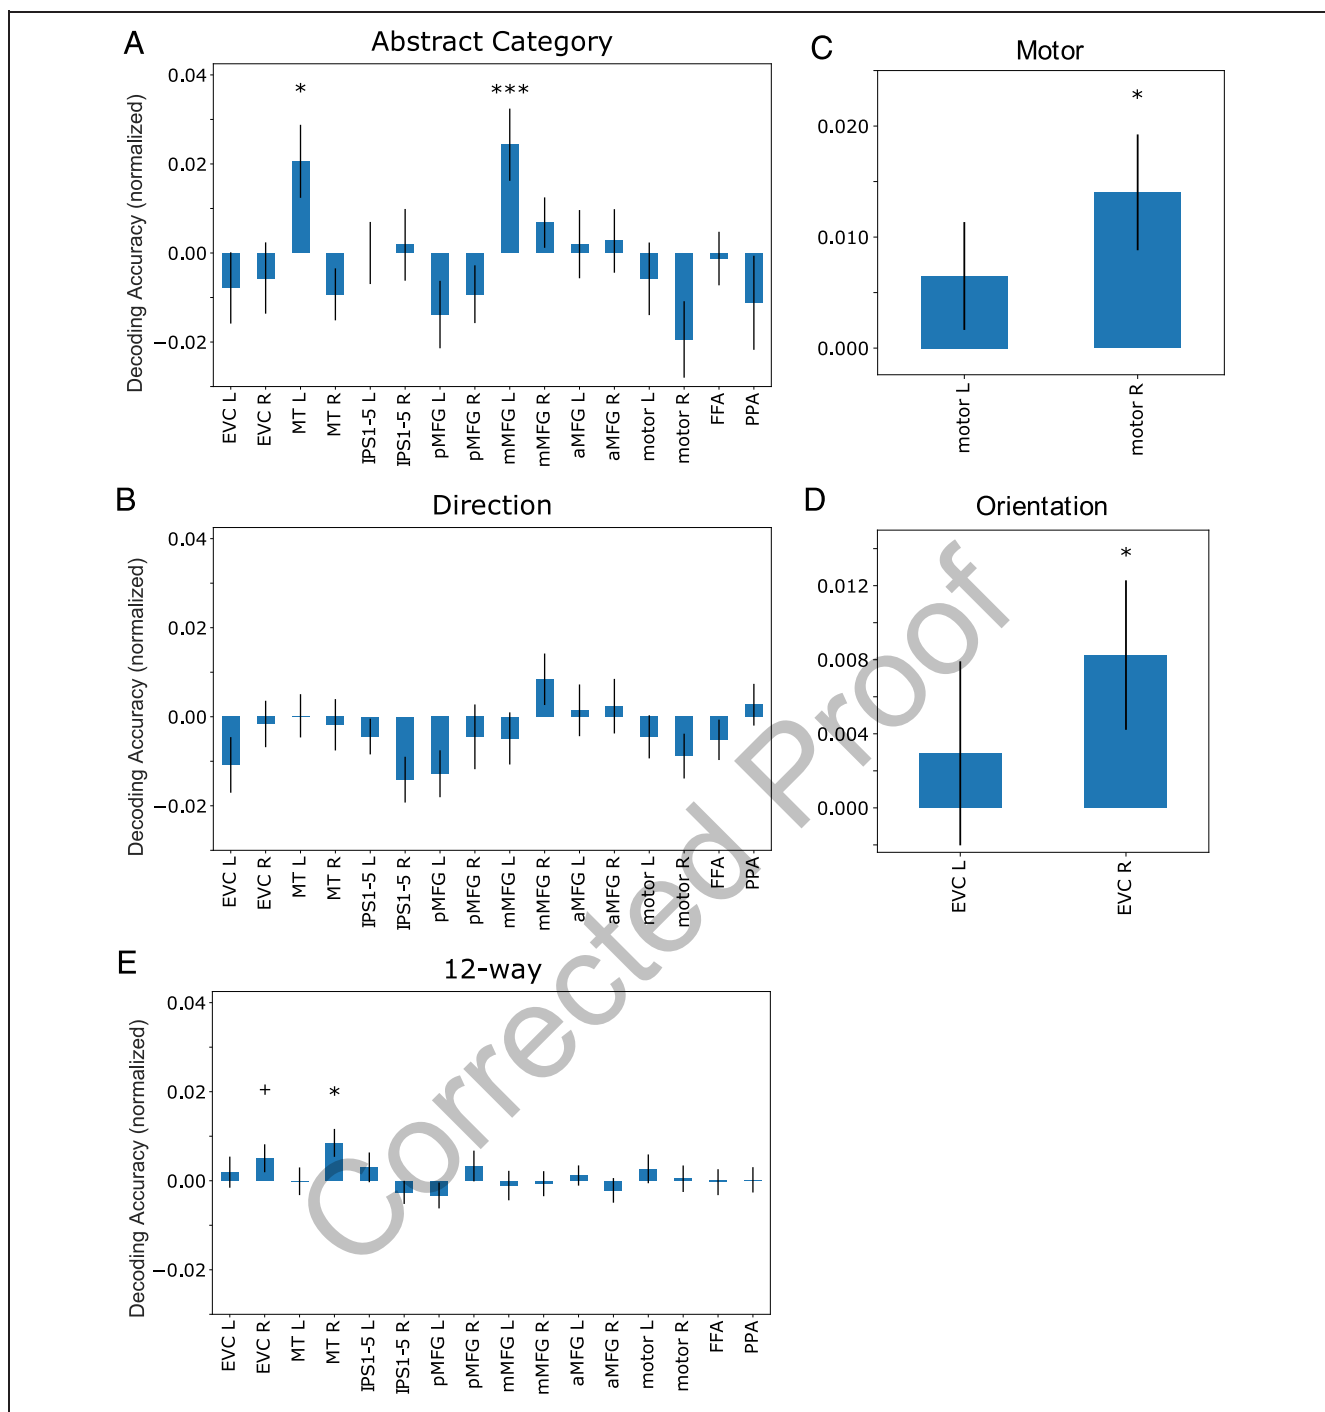 A
Abstract Category
Decoding Accuracy (normalized)
0.04
0.02
0.00
−0.02
*
***
EVC L
EVC R
MT L
MT R
IPS1-5 L
IPS1-5 R
pMFG L
pMFG R
mMFG L
mMFG R
aMFG L
aMFG R
motor L
motor R
FFA
PPA
C
Motor
0.020
0.010
0.000
*
motor L
motor R
B
Direction
Decoding Accuracy (normalized)
0.04
0.02
0.00
−0.02
EVC L
EVC R
MT L
MT R
IPS1-5 L
IPS1-5 R
pMFG L
pMFG R
mMFG L
mMFG R
aMFG L
aMFG R
motor L
motor R
FFA
PPA
D
Orientation
0.012
0.008
0.004
0.000
*
EVC L
EVC R
E
12-way
Decoding Accuracy (normalized)
0.04
0.02
0.00
−0.02
+
*
EVC L
EVC R
MT L
MT R
IPS1-5 L
IPS1-5 R
pMFG L
pMFG R
mMFG L
mMFG R
aMFG L
aMFG R
motor L
motor R
FFA
PPA
Corrected Proof